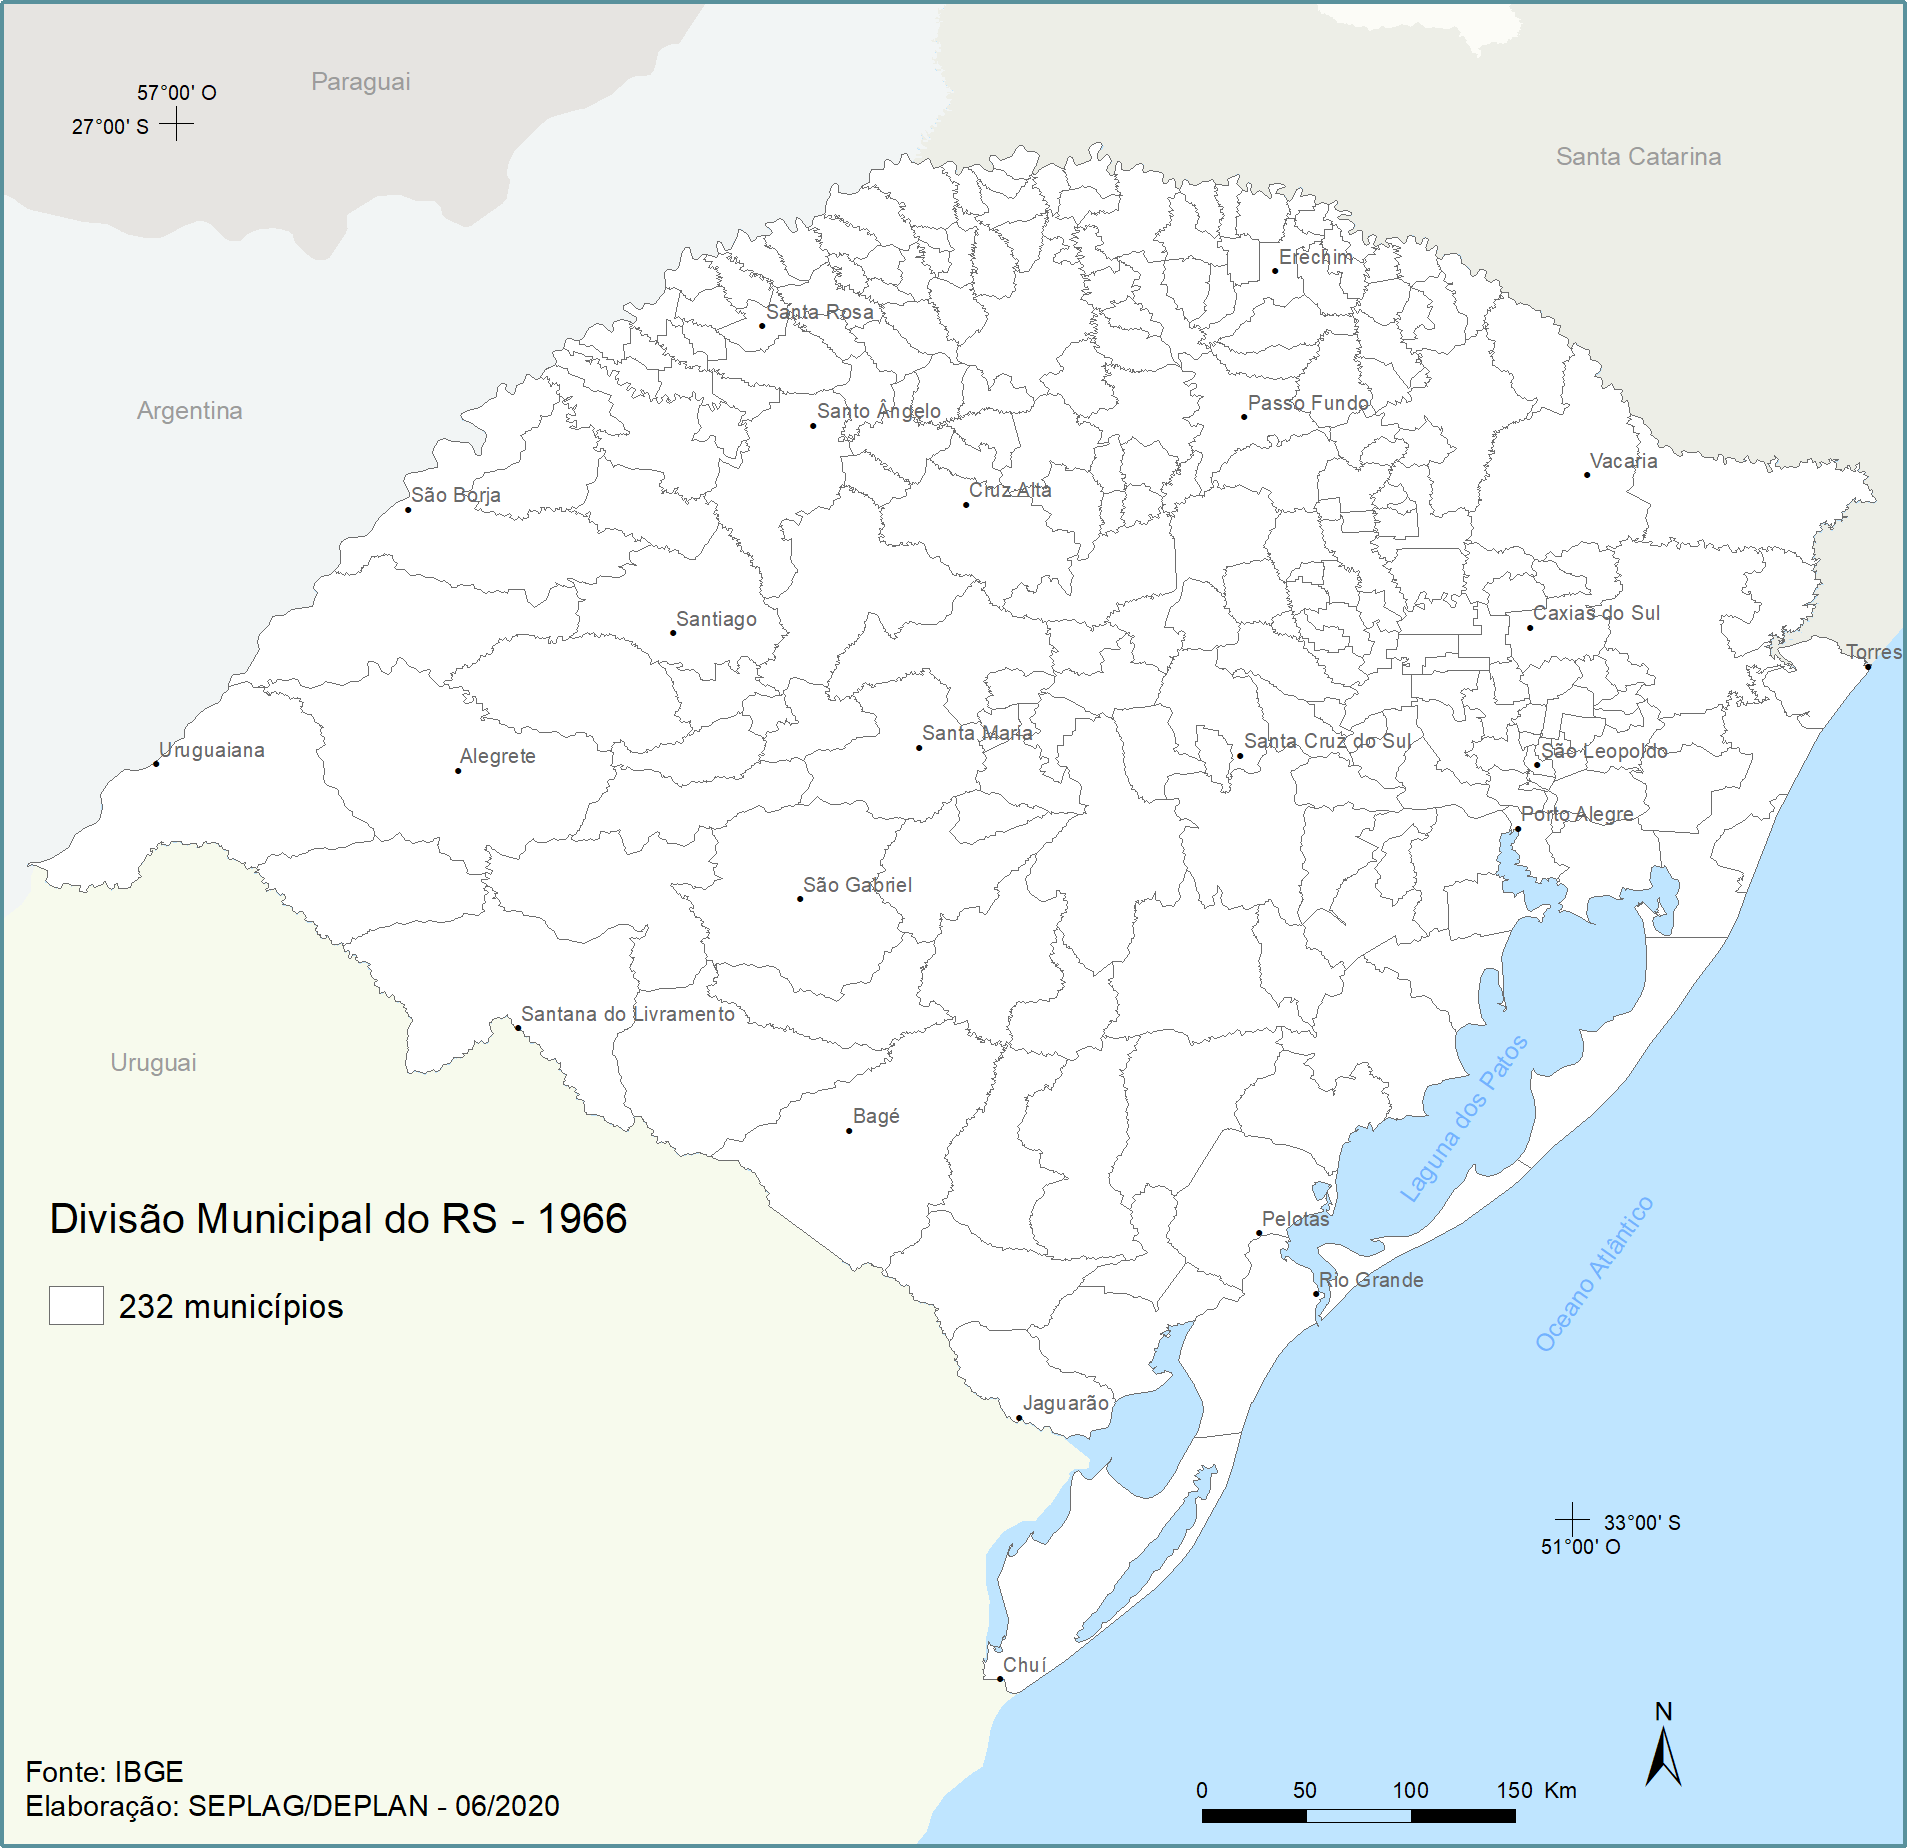 Paraguai
57°00' O
27°00' S
Santa Catarina
Erechim
Santa Rosa
Argentina
Santo Ângelo
Passo Fundo
Vacaria
São Borja
Cruz Alta
Santiago
Caxias do Sul
Torres
Uruguaiana
Alegrete
Santa Maria
Santa Cruz do Sul
São Leopoldo
Porto Alegre
São Gabriel
Santana do Livramento
Uruguai
Laguna dos Patos
Bagé
Divisão Municipal do RS - 1966
Pelotas
Oceano Atlântico
Rio Grande
232 municípios
Jaguarão
33°00' S
51°00' O
Chuí
N
Fonte: IBGE
Elaboração: SEPLAG/DEPLAN - 06/2020
0 50 100 150 Km